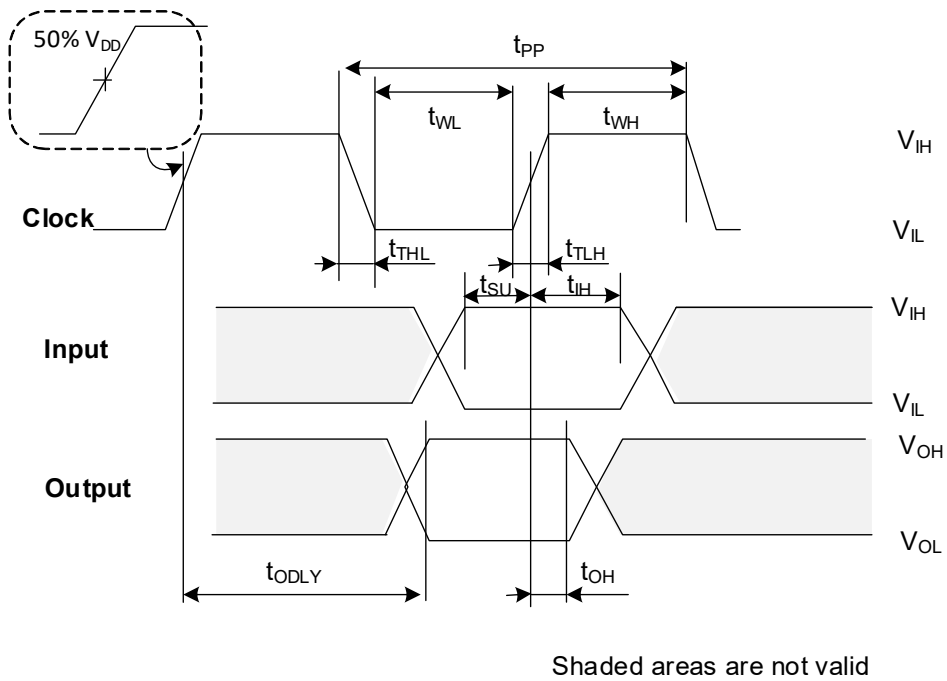 50% VDD
tPP
tWL
tWH
VIH
Clock
VIL
tTHL
tTLH
tSU
tIH
VIH
Input
VIL
VOH
Output
VOL
tODLY
tOH
Shaded areas are not valid